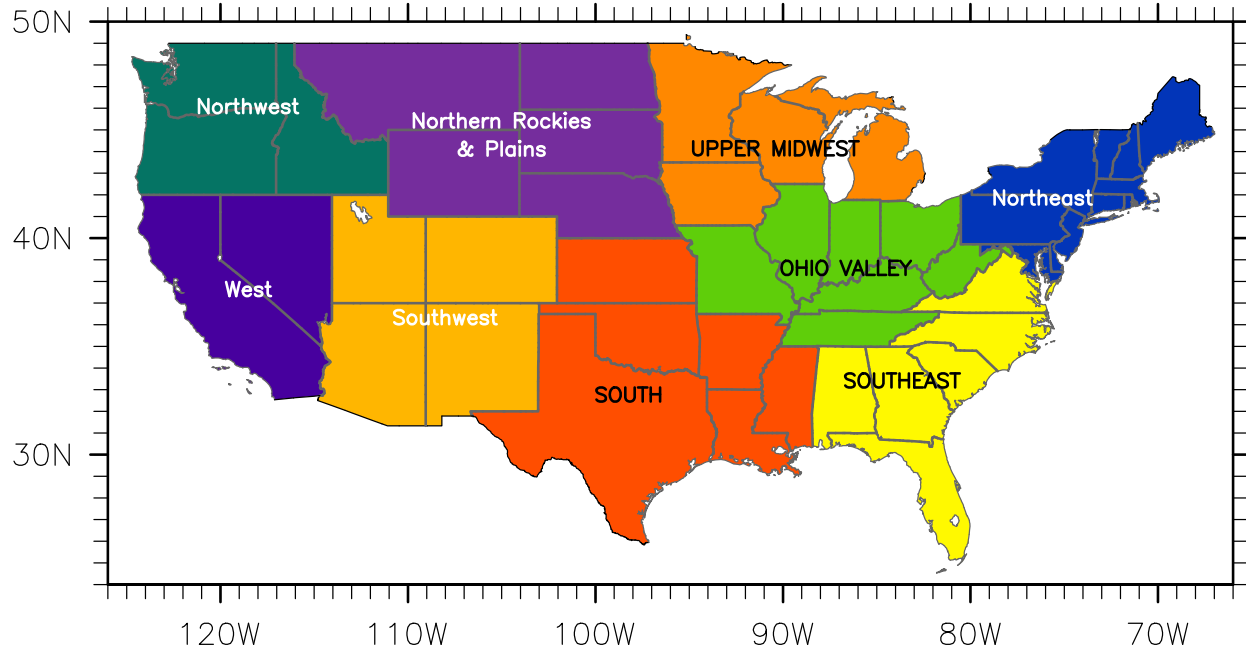 50N
Northwest
Northern Rockies
& Plains
UPPER MIDWEST
Northeast
40N
OHIO VALLEY
West
Southwest
SOUTHEAST
SOUTH
30N
120W 110W 100W 90W 80W 70W